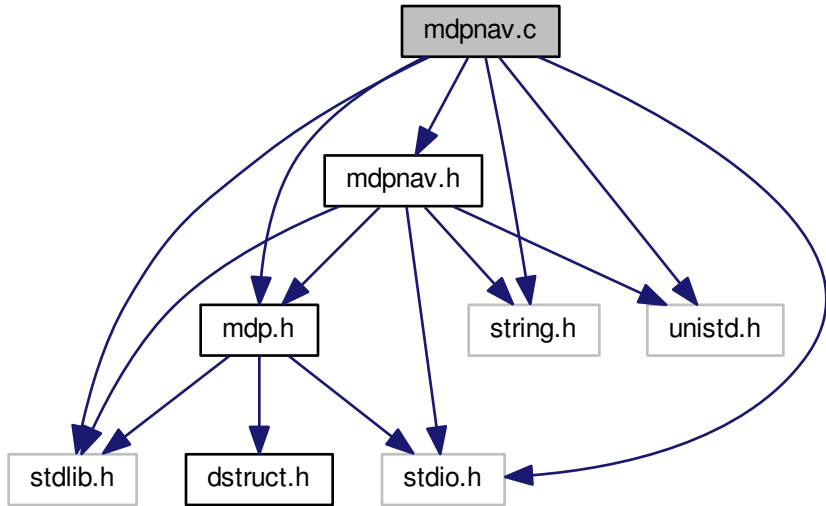 mdpnav.c
mdpnav.h
mdp.h
string.h
unistd.h
stdlib.h
dstruct.h
stdio.h